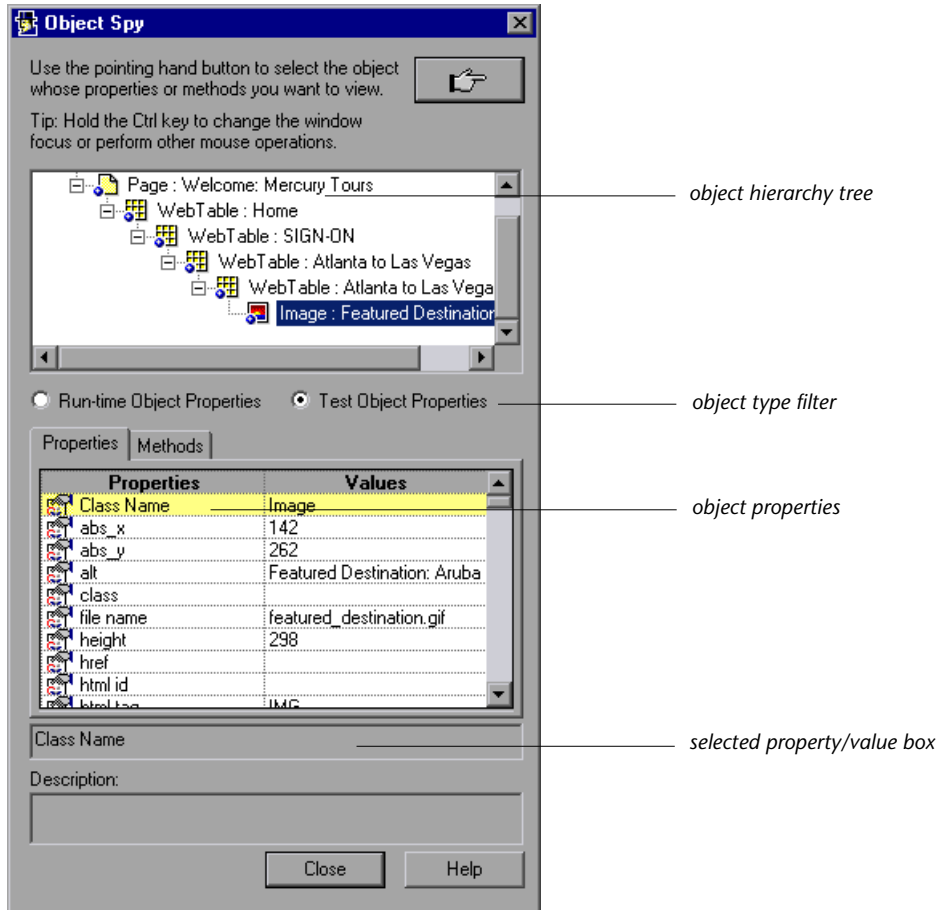 Object Spy
Use the pointing hand button to select the object
whose properties or methods you want to view.
Tip: Hold the Ctrl key to change the window
focus or perform other mouse operations.
Page : Welcome: Mercury Tours
WebTable : Home
WebTable : SIGN-ON
WebTable : Atlanta to Las Vegas
WebTable : Atlanta to Las Vega
Image : Featured Destination
object hierarchy tree
Run-time Object Properties Test Object Properties
object type filter
Properties Methods
Properties Values
Class Name Image
object properties
abs_x 142
abs_y 262
alt Featured Destination: Aruba
class
file name featured_destination.gif
height 298
href
html id
html tag IMG
Class Name
selected property/value box
Description:
Close Help